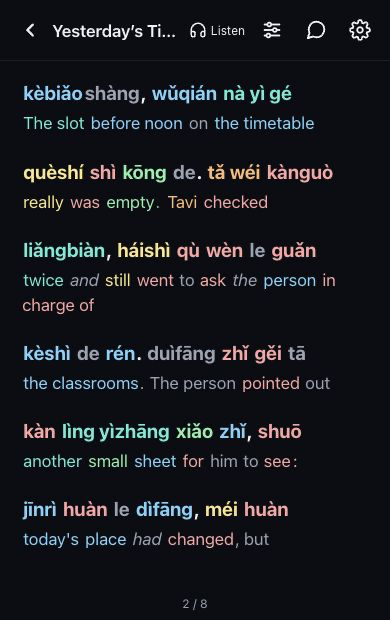 Yesterday’s Ti...
Listen
kèbiǎo shàng, wǔqián nà yì gé
The slot before noon on the timetable
quèshí shì kōng de. tǎ wéi kànguò
really was empty. Tavi checked
liǎngbiàn, háishì qù wèn le guǎn
twice and still went to ask the person in
charge of
kèshì de rén. duìfāng zhǐ gěi tā
the classrooms. The person pointed out
kàn lìng yìzhāng xiǎo zhǐ, shuō
another small sheet for him to see:
jīnrì huàn le dìfāng, méi huàn
today's place had changed, but
2 / 8